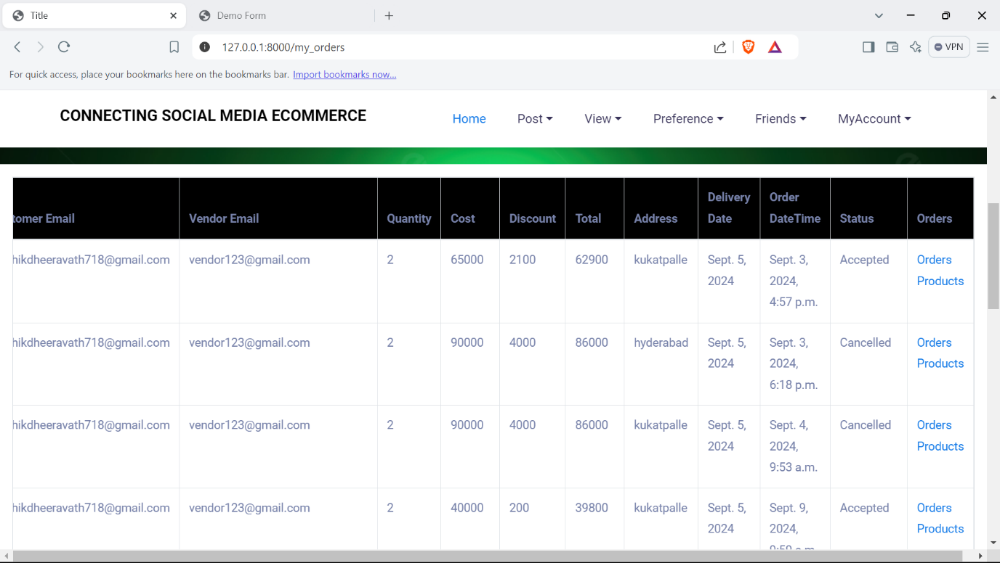 Title
Demo Form
127.0.0.1:8000/my_orders
VPN
For quick access, place your bookmarks here on the bookmarks bar. Import bookmarks now...
CONNECTING SOCIAL MEDIA ECOMMERCE
Home Post View Preference Friends MyAccount
tomer Email Vendor Email Quantity Cost Discount Total Address Delivery Date Order DateTime Status Orders
hikdheeravath718@gmail.com vendor123@gmail.com 2 65000 2100 62900 kukatpalle Sept. 5, 2024 Sept. 3, 2024, 4:57 p.m. Accepted Orders Products
hikdheeravath718@gmail.com vendor123@gmail.com 2 90000 4000 86000 hyderabad Sept. 5, 2024 Sept. 3, 2024, 6:18 p.m. Cancelled Orders Products
hikdheeravath718@gmail.com vendor123@gmail.com 2 90000 4000 86000 kukatpalle Sept. 5, 2024 Sept. 4, 2024, 9:53 a.m. Cancelled Orders Products
hikdheeravath718@gmail.com vendor123@gmail.com 2 40000 200 39800 kukatpalle Sept. 5, 2024 Sept. 9, 2024, Accepted Orders Products